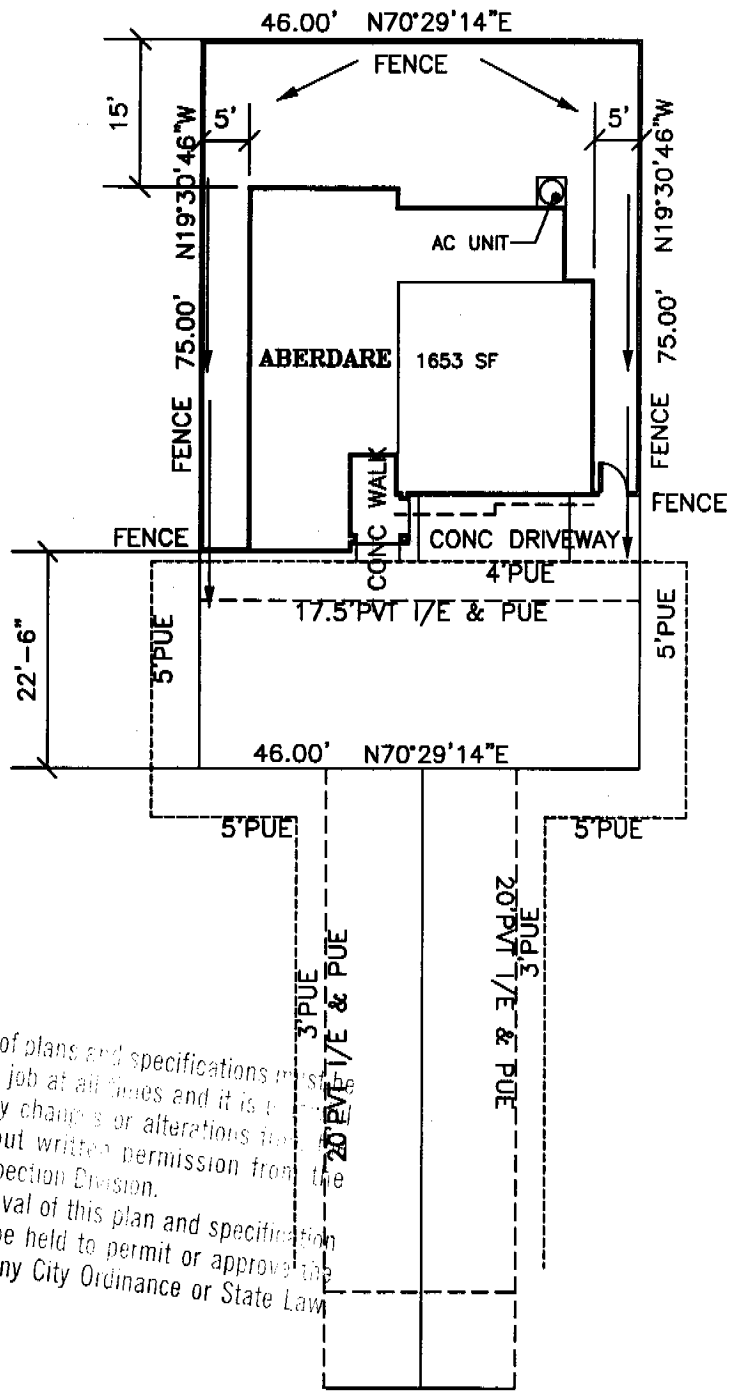 46.00' N70°29'14"E
FENCE
15'
5'
5'
N19°30'46"W
N19°30'46"W
AC UNIT
75.00'
75.00'
ABERDARE 1653 SF
FENCE
FENCE
CONC WALK
FENCE
FENCE
CONC DRIVEWAY
4'PUE
17.5'PVT I/E & PUE
22'-6"
5'PUE
5'PUE
46.00' N70°29'14"E
5'PUE
5'PUE
20'PVT I/E & PUE
3'PUE
3'PUE
20'PVT I/E & PUE
of plans and specifications must be
job at all times and it is
y changes or alterations
out written permission from the
pection Division.
val of this plan and specification
be held to permit or approve the
ny City Ordinance or State Law